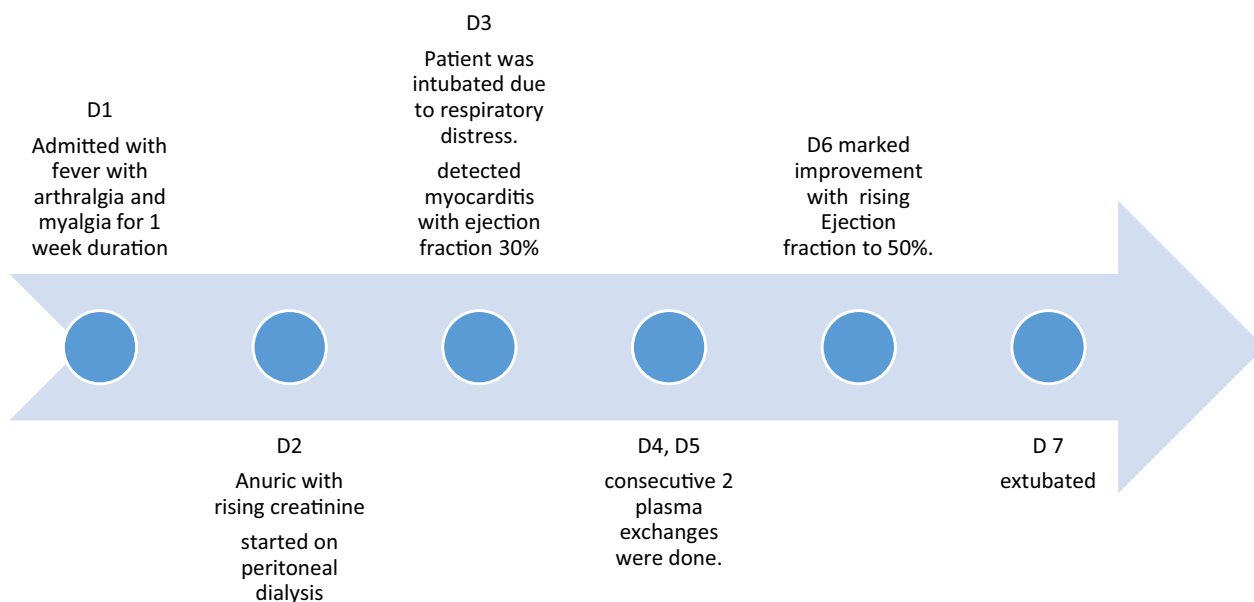 D1
Admitted with
fever with
arthralgia and
myalgia for 1
week duration
D2
Anuric with
rising creatinine
started on
peritoneal
dialysis
D3
Patient was
intubated due
to respiratory
distress.
detected
myocarditis
with ejection
fraction 30%
D4, D5
consecutive 2
plasma
exchanges
were done.
D6 marked
improvement
with rising
Ejection
fraction to 50%.
D 7
extubated